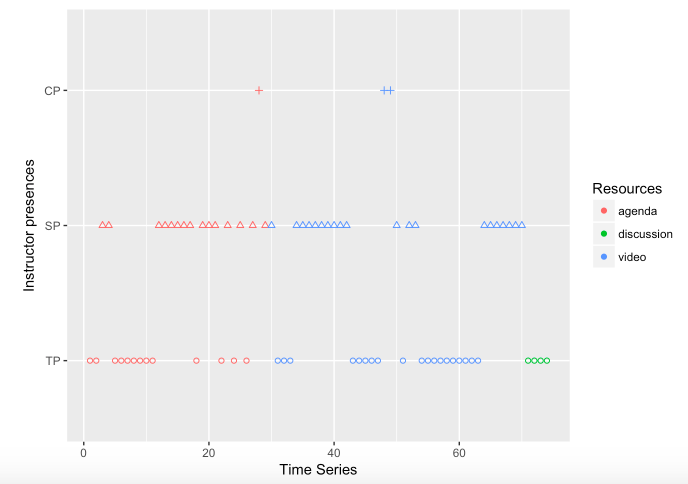 CP
SP
TP
Instructor presences
0
20
40
60
Time Series
Resources
agenda
discussion
video